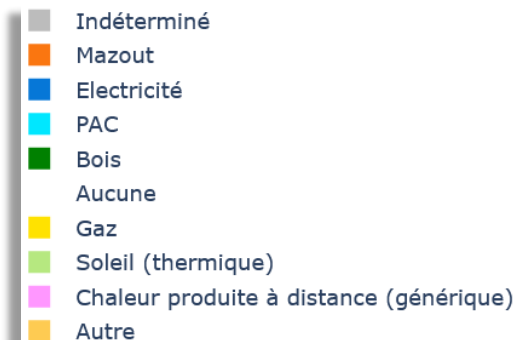 Indéterminé
Mazout
Electricité
PAC
Bois
Aucune
Gaz
Soleil (thermique)
Chaleur produite à distance (générique)
Autre